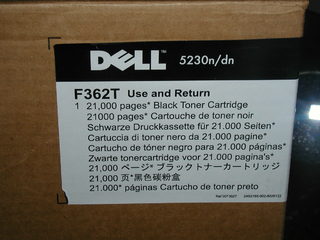 DELL™ 5230n/dn
F362T Use and Return
1 21,000 pages* Black Toner Cartridge
21000 pages* Cartouche de toner noir
Schwarze Druckkassette für 21.000 Seiten*
Cartuccia di toner nero da 21.000 pagine*
Cartucho de tóner negro para 21.000 páginas*
Zwarte tonercartridge voor 21.000 pagina's*
21,000 ページ* ブラックトナーカートリッジ
21,000 页*黑色碳粉盒
21.000* páginas Cartucho de toner preto